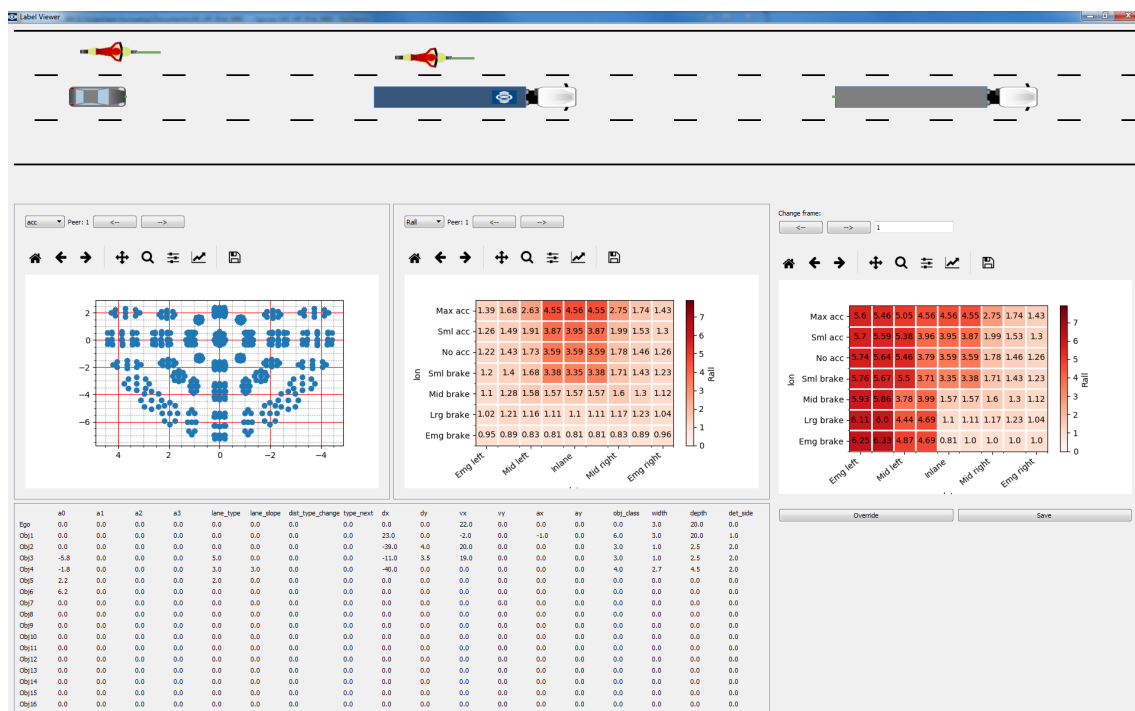 Label Viewer
acc Peer: 1 <-- -->
Rall Peer: 1 <-- -->
Change frame:
<-- --> 1
2
0
−2
−4
−6
4 2 0 −2 −4
Max acc 1.39 1.68 2.63 4.55 4.56 4.55 2.75 1.74 1.43
Sml acc 1.26 1.49 1.91 3.87 3.95 3.87 1.99 1.53 1.3
No acc 1.22 1.43 1.73 3.59 3.59 3.59 1.78 1.46 1.26
Sml brake 1.2 1.4 1.68 3.38 3.35 3.38 1.71 1.43 1.23
Mid brake 1.1 1.28 1.58 1.57 1.57 1.57 1.6 1.3 1.12
Lrg brake 1.02 1.21 1.16 1.11 1.1 1.11 1.17 1.23 1.04
Emg brake 0.95 0.89 0.83 0.81 0.81 0.81 0.83 0.89 0.96
Emg left Mid left Inlane Mid right Emg right
lon
7
6
5
4
3
2
1
0
Rall
Max acc 5.6 5.46 5.05 4.56 4.56 4.55 2.75 1.74 1.43
Sml acc 5.7 5.59 5.38 3.96 3.95 3.87 1.99 1.53 1.3
No acc 5.74 5.64 5.46 3.79 3.59 3.59 1.78 1.46 1.26
Sml brake 5.76 5.67 5.5 3.71 3.35 3.38 1.71 1.43 1.23
Mid brake 5.93 5.86 3.78 3.99 1.57 1.57 1.6 1.3 1.12
Lrg brake 6.11 6.0 4.44 4.69 1.1 1.11 1.17 1.23 1.04
Emg brake 6.25 6.33 4.87 4.69 0.81 1.0 1.0 1.0 1.0
Emg left Mid left Inlane Mid right Emg right
lon
7
6
5
4
3
2
1
0
Rall
Override Save
a0 a1 a2 a3 lane_type lane_slope dist_type_change type_next dx dy vx vy ax ay obj_class width depth det_side
Ego 0.0 0.0 0.0 0.0 0.0 0.0 0.0 0.0 0.0 0.0 22.0 0.0 0.0 0.0 0.0 3.0 20.0 0.0
Obj1 0.0 0.0 0.0 0.0 0.0 0.0 0.0 0.0 23.0 0.0 -2.0 0.0 -1.0 0.0 6.0 3.0 20.0 1.0
Obj2 0.0 0.0 0.0 0.0 0.0 0.0 0.0 0.0 -39.0 4.0 20.0 0.0 0.0 0.0 3.0 1.0 2.5 2.0
Obj3 -5.8 0.0 0.0 0.0 5.0 0.0 0.0 0.0 -11.0 3.5 19.0 0.0 0.0 0.0 3.0 1.0 2.5 2.0
Obj4 -1.8 0.0 0.0 0.0 3.0 0.0 0.0 0.0 -40.0 0.0 0.0 0.0 0.0 0.0 4.0 2.7 4.5 2.0
Obj5 2.2 0.0 0.0 0.0 2.0 0.0 0.0 0.0 0.0 0.0 0.0 0.0 0.0 0.0 0.0 0.0 0.0 0.0
Obj6 6.2 0.0 0.0 0.0 0.0 0.0 0.0 0.0 0.0 0.0 0.0 0.0 0.0 0.0 0.0 0.0 0.0 0.0
Obj7 0.0 0.0 0.0 0.0 0.0 0.0 0.0 0.0 0.0 0.0 0.0 0.0 0.0 0.0 0.0 0.0 0.0 0.0
Obj8 0.0 0.0 0.0 0.0 0.0 0.0 0.0 0.0 0.0 0.0 0.0 0.0 0.0 0.0 0.0 0.0 0.0 0.0
Obj9 0.0 0.0 0.0 0.0 0.0 0.0 0.0 0.0 0.0 0.0 0.0 0.0 0.0 0.0 0.0 0.0 0.0 0.0
Obj10 0.0 0.0 0.0 0.0 0.0 0.0 0.0 0.0 0.0 0.0 0.0 0.0 0.0 0.0 0.0 0.0 0.0 0.0
Obj11 0.0 0.0 0.0 0.0 0.0 0.0 0.0 0.0 0.0 0.0 0.0 0.0 0.0 0.0 0.0 0.0 0.0 0.0
Obj12 0.0 0.0 0.0 0.0 0.0 0.0 0.0 0.0 0.0 0.0 0.0 0.0 0.0 0.0 0.0 0.0 0.0 0.0
Obj13 0.0 0.0 0.0 0.0 0.0 0.0 0.0 0.0 0.0 0.0 0.0 0.0 0.0 0.0 0.0 0.0 0.0 0.0
Obj14 0.0 0.0 0.0 0.0 0.0 0.0 0.0 0.0 0.0 0.0 0.0 0.0 0.0 0.0 0.0 0.0 0.0 0.0
Obj15 0.0 0.0 0.0 0.0 0.0 0.0 0.0 0.0 0.0 0.0 0.0 0.0 0.0 0.0 0.0 0.0 0.0 0.0
Obj16 0.0 0.0 0.0 0.0 0.0 0.0 0.0 0.0 0.0 0.0 0.0 0.0 0.0 0.0 0.0 0.0 0.0 0.0